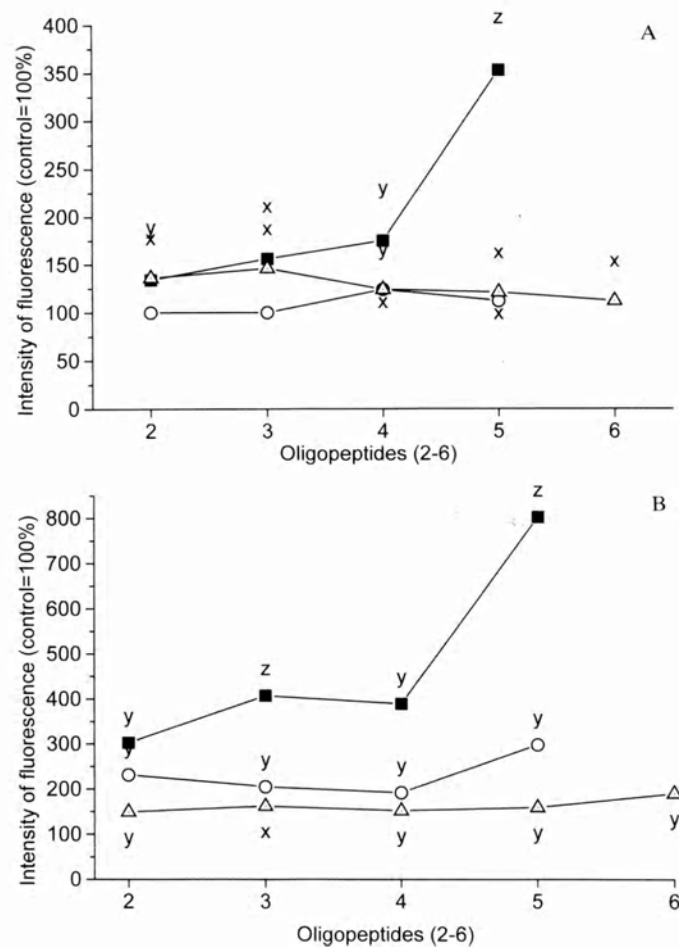 A
Intensity of fluorescence (control=100%)
400
350
300
250
200
150
100
50
0
z
y
x
x
y
x
y
x
x
x
x
x
2 3 4 5 6
Oligopeptides (2-6)
B
Intensity of fluorescence (control=100%)
800
700
600
500
400
300
200
100
0
z
z
y
y
y
y
y
y
y
x
y
y
y
2 3 4 5 6
Oligopeptides (2-6)